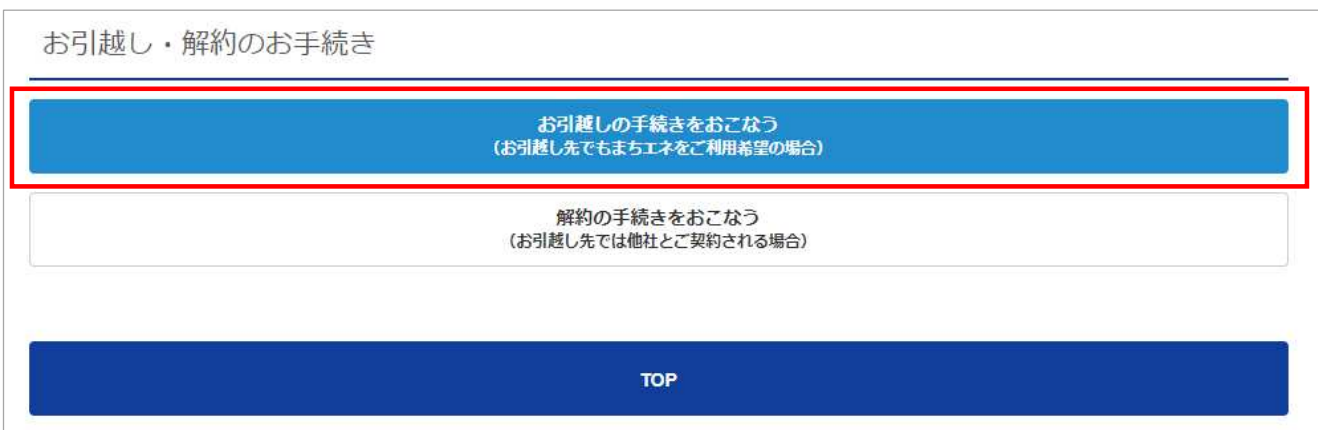 お引越し・解約のお手続き
お引越しの手続きをおこなう
（お引越し先でもまちエネをご利用希望の場合）
解約の手続きをおこなう
（お引越し先では他社とご契約される場合）
TOP